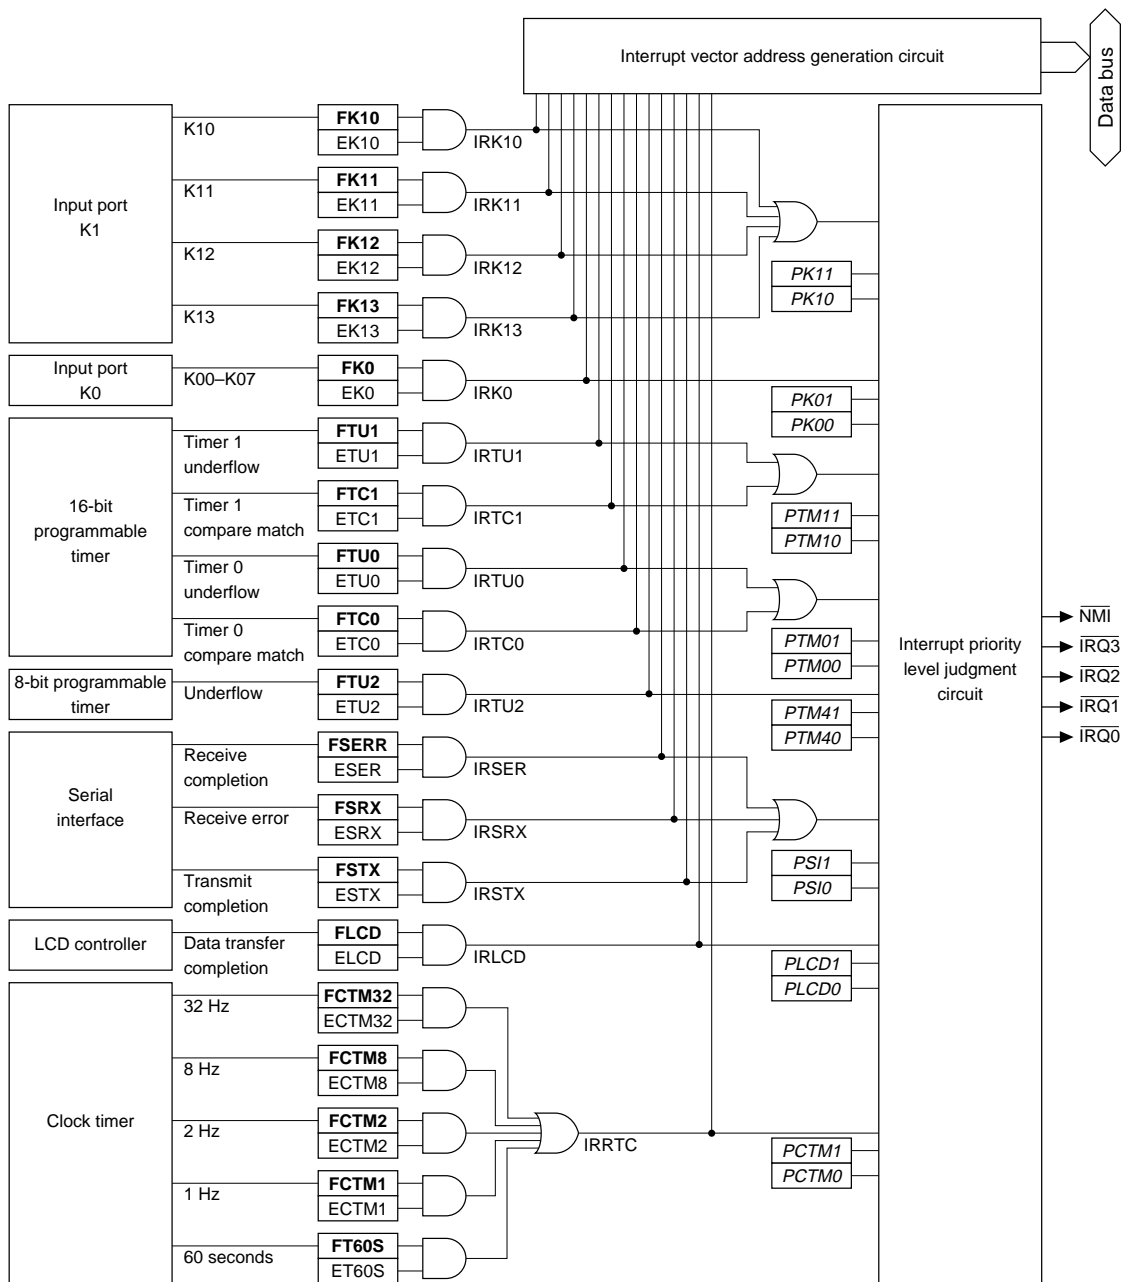 Interrupt vector address generation circuit
Data bus
Input port
K1
K10
FK10
EK10
IRK10
K11
FK11
EK11
IRK11
K12
FK12
EK12
IRK12
K13
FK13
EK13
IRK13
PK11
PK10
Input port
K0
K00–K07
FK0
EK0
IRK0
PK01
PK00
16-bit
programmable
timer
Timer 1
underflow
FTU1
ETU1
IRTU1
Timer 1
compare match
FTC1
ETC1
IRTC1
PTM11
PTM10
Timer 0
underflow
FTU0
ETU0
IRTU0
Timer 0
compare match
FTC0
ETC0
IRTC0
PTM01
PTM00
8-bit programmable
timer
Underflow
FTU2
ETU2
IRTU2
PTM41
PTM40
Serial
interface
Receive
completion
FSERR
ESER
IRSER
Receive error
FSRX
ESRX
IRSRX
Transmit
completion
FSTX
ESTX
IRSTX
PSI1
PSI0
LCD controller
Data transfer
completion
FLCD
ELCD
IRLCD
PLCD1
PLCD0
Clock timer
32 Hz
FCTM32
ECTM32
8 Hz
FCTM8
ECTM8
2 Hz
FCTM2
ECTM2
IRRTC
1 Hz
FCTM1
ECTM1
60 seconds
FT60S
ET60S
PCTM1
PCTM0
Interrupt priority
level judgment
circuit
NMI
IRQ3
IRQ2
IRQ1
IRQ0